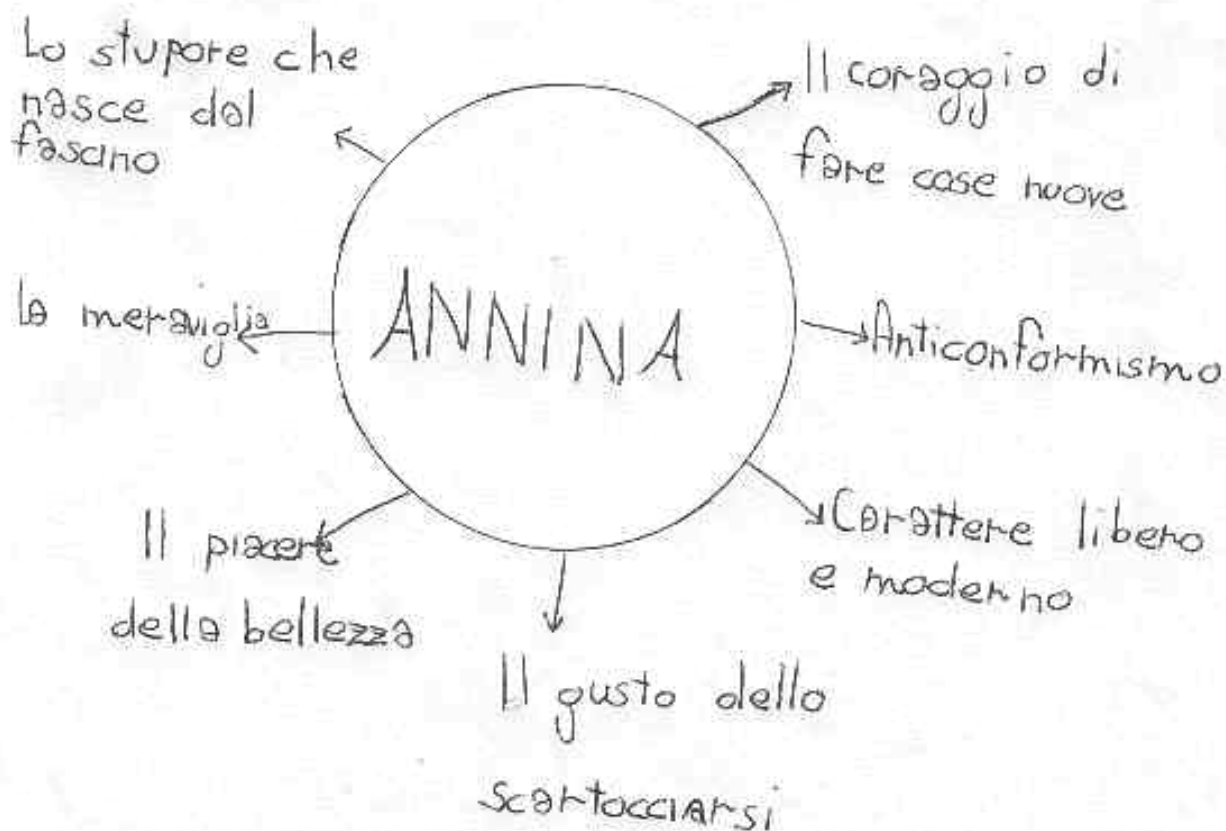 Lo stupore che
nasce dal
fascino
Il coraggio di
fare cose nuove
ANNINA
la meraviglia
Anticonformismo
Il piacere
della bellezza
Carattere libero
e moderno
Il gusto dello
scartocciarsi